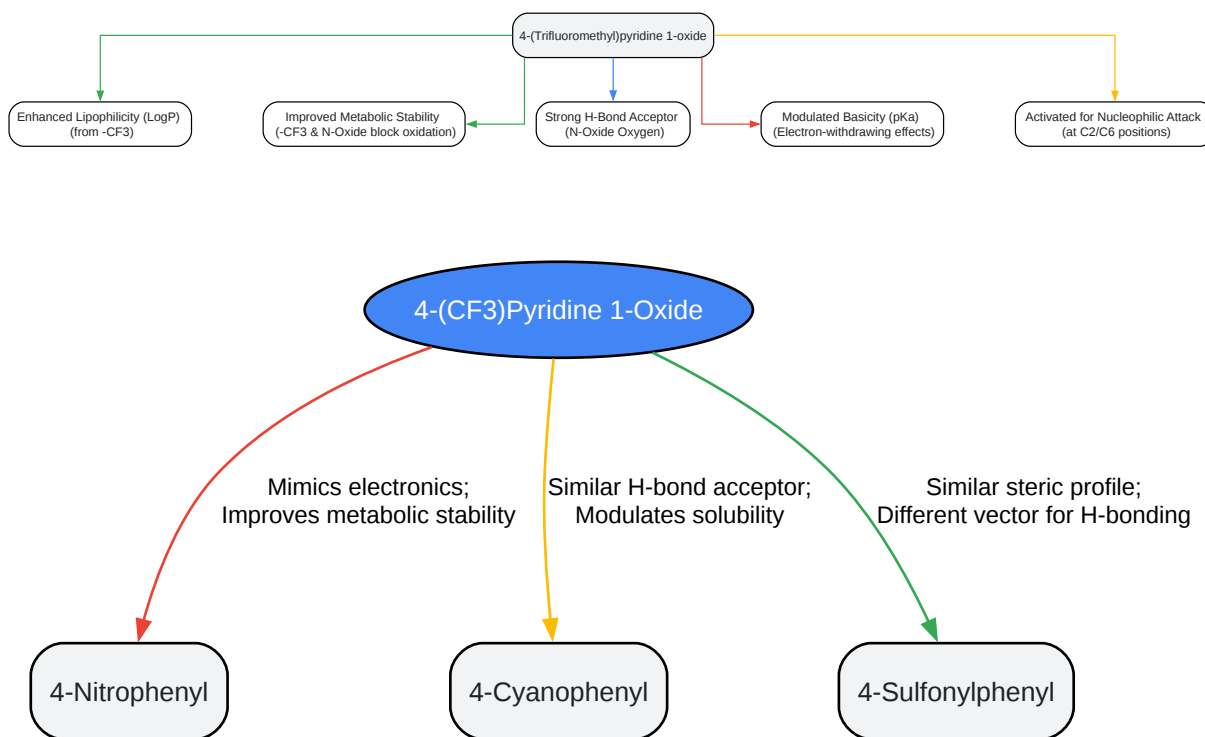 4-(Trifluoromethyl)pyridine 1-oxide
Enhanced Lipophilicity (LogP)
(from -CF3)
Improved Metabolic Stability
(-CF3 & N-Oxide block oxidation)
Strong H-Bond Acceptor
(N-Oxide Oxygen)
Modulated Basicity (pKa)
(Electron-withdrawing effects)
Activated for Nucleophilic Attack
(at C2/C6 positions)
4-(CF3)Pyridine 1-Oxide
Mimics electronics;
Improves metabolic stability
Similar H-bond acceptor;
Modulates solubility
Similar steric profile;
Different vector for H-bonding
4-Nitrophenyl
4-Cyanophenyl
4-Sulfonylphenyl